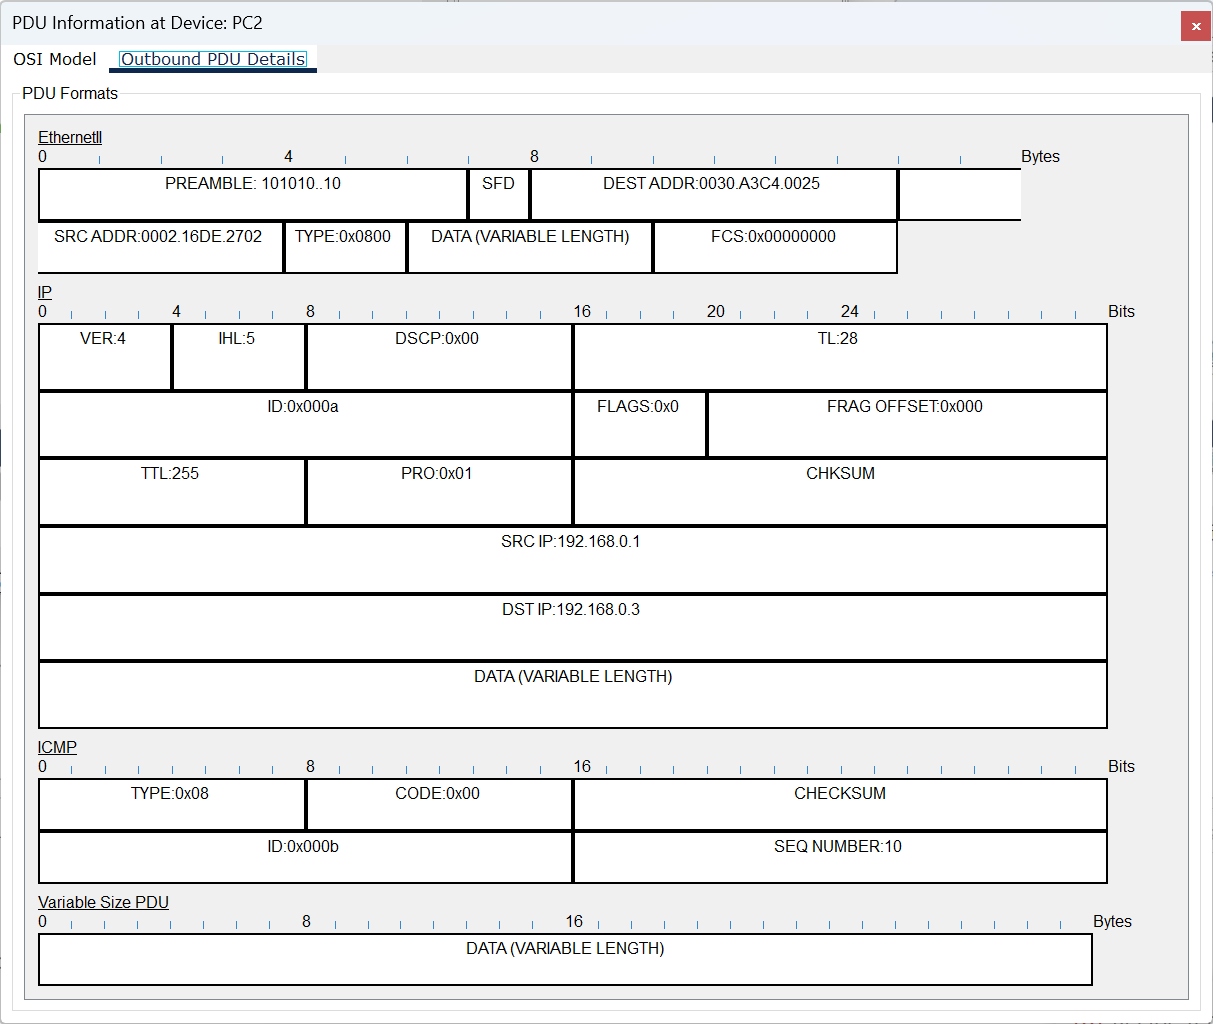 PDU Information at Device: PC2
OSI Model Outbound PDU Details
PDU Formats
EthernetII
0 4 8 Bytes
PREAMBLE: 101010..10 SFD DEST ADDR:0030.A3C4.0025
SRC ADDR:0002.16DE.2702 TYPE:0x0800 DATA (VARIABLE LENGTH) FCS:0x00000000
IP
0 4 8 16 20 24 Bits
VER:4 IHL:5 DSCP:0x00 TL:28
ID:0x000a FLAGS:0x0 FRAG OFFSET:0x000
TTL:255 PRO:0x01 CHKSUM
SRC IP:192.168.0.1
DST IP:192.168.0.3
DATA (VARIABLE LENGTH)
ICMP
0 8 16 Bits
TYPE:0x08 CODE:0x00 CHECKSUM
ID:0x000b SEQ NUMBER:10
Variable Size PDU
0 8 16 Bytes
DATA (VARIABLE LENGTH)